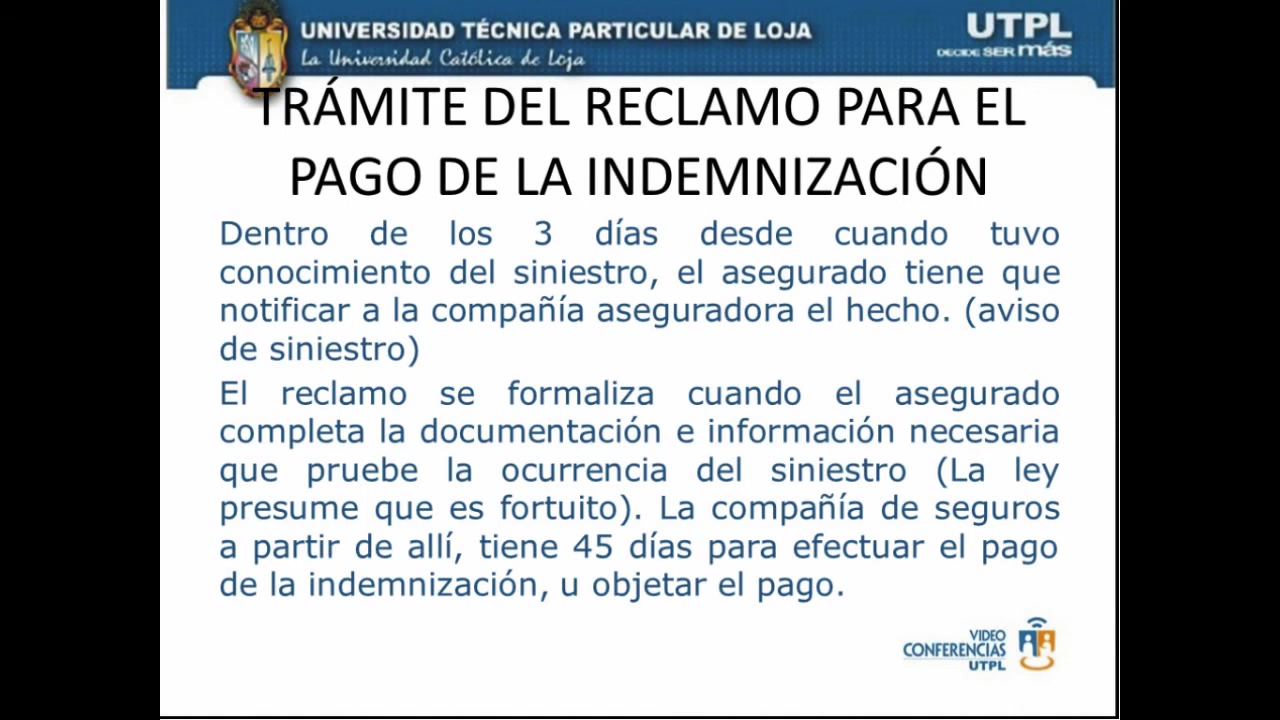 UNIVERSIDAD TÉCNICA PARTICULAR DE LOJA
La Universidad Católica de Loja
UTPL
DECIDE SER más
TRÁMITE DEL RECLAMO PARA EL
PAGO DE LA INDEMNIZACIÓN
Dentro de los 3 días desde cuando tuvo
conocimiento del siniestro, el asegurado tiene que
notificar a la compañía aseguradora el hecho. (aviso
de siniestro)
El reclamo se formaliza cuando el asegurado
completa la documentación e información necesaria
que pruebe la ocurrencia del siniestro (La ley
presume que es fortuito). La compañía de seguros
a partir de allí, tiene 45 días para efectuar el pago
de la indemnización, u objetar el pago.
VIDEO
CONFERENCIAS
UTPL